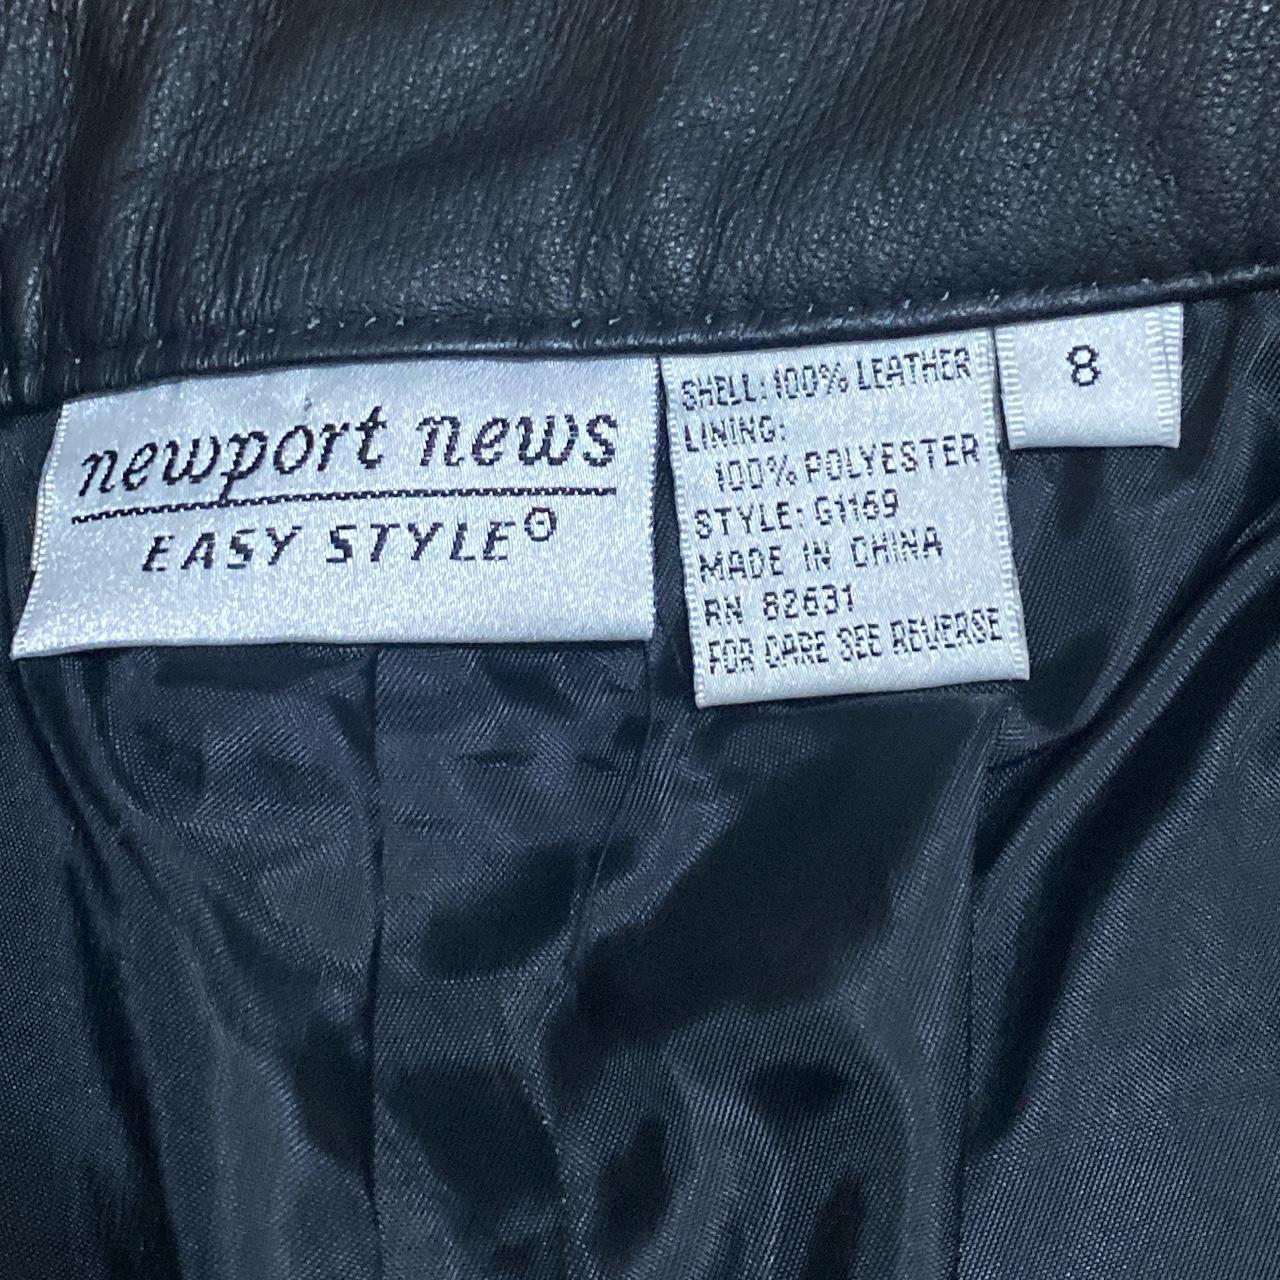 newport news
EASY STYLE®
SHELL: 100% LEATHER
LINING:
100% POLYESTER
STYLE: G1169
MADE IN CHINA
RN 82631
FOR CARE SEE REVERSE
8